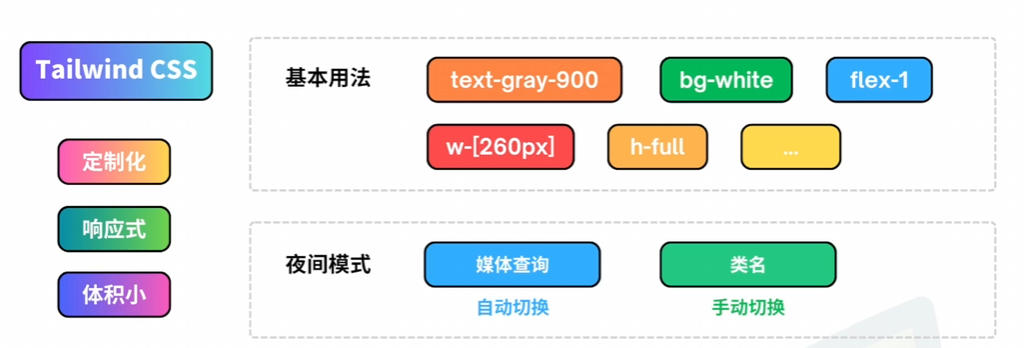 Tailwind CSS
定制化
响应式
体积小
基本用法
text-gray-900
bg-white
flex-1
w-[260px]
h-full
...
夜间模式
媒体查询
自动切换
类名
手动切换